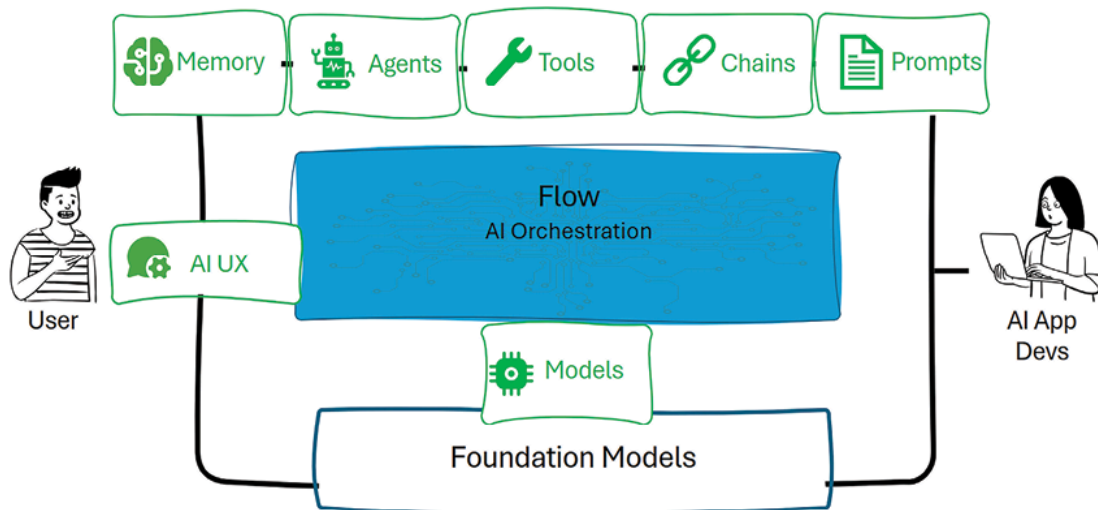 Memory
Agents
Tools
Chains
Prompts
Flow
AI Orchestration
AI UX
User
AI App
Devs
Models
Foundation Models